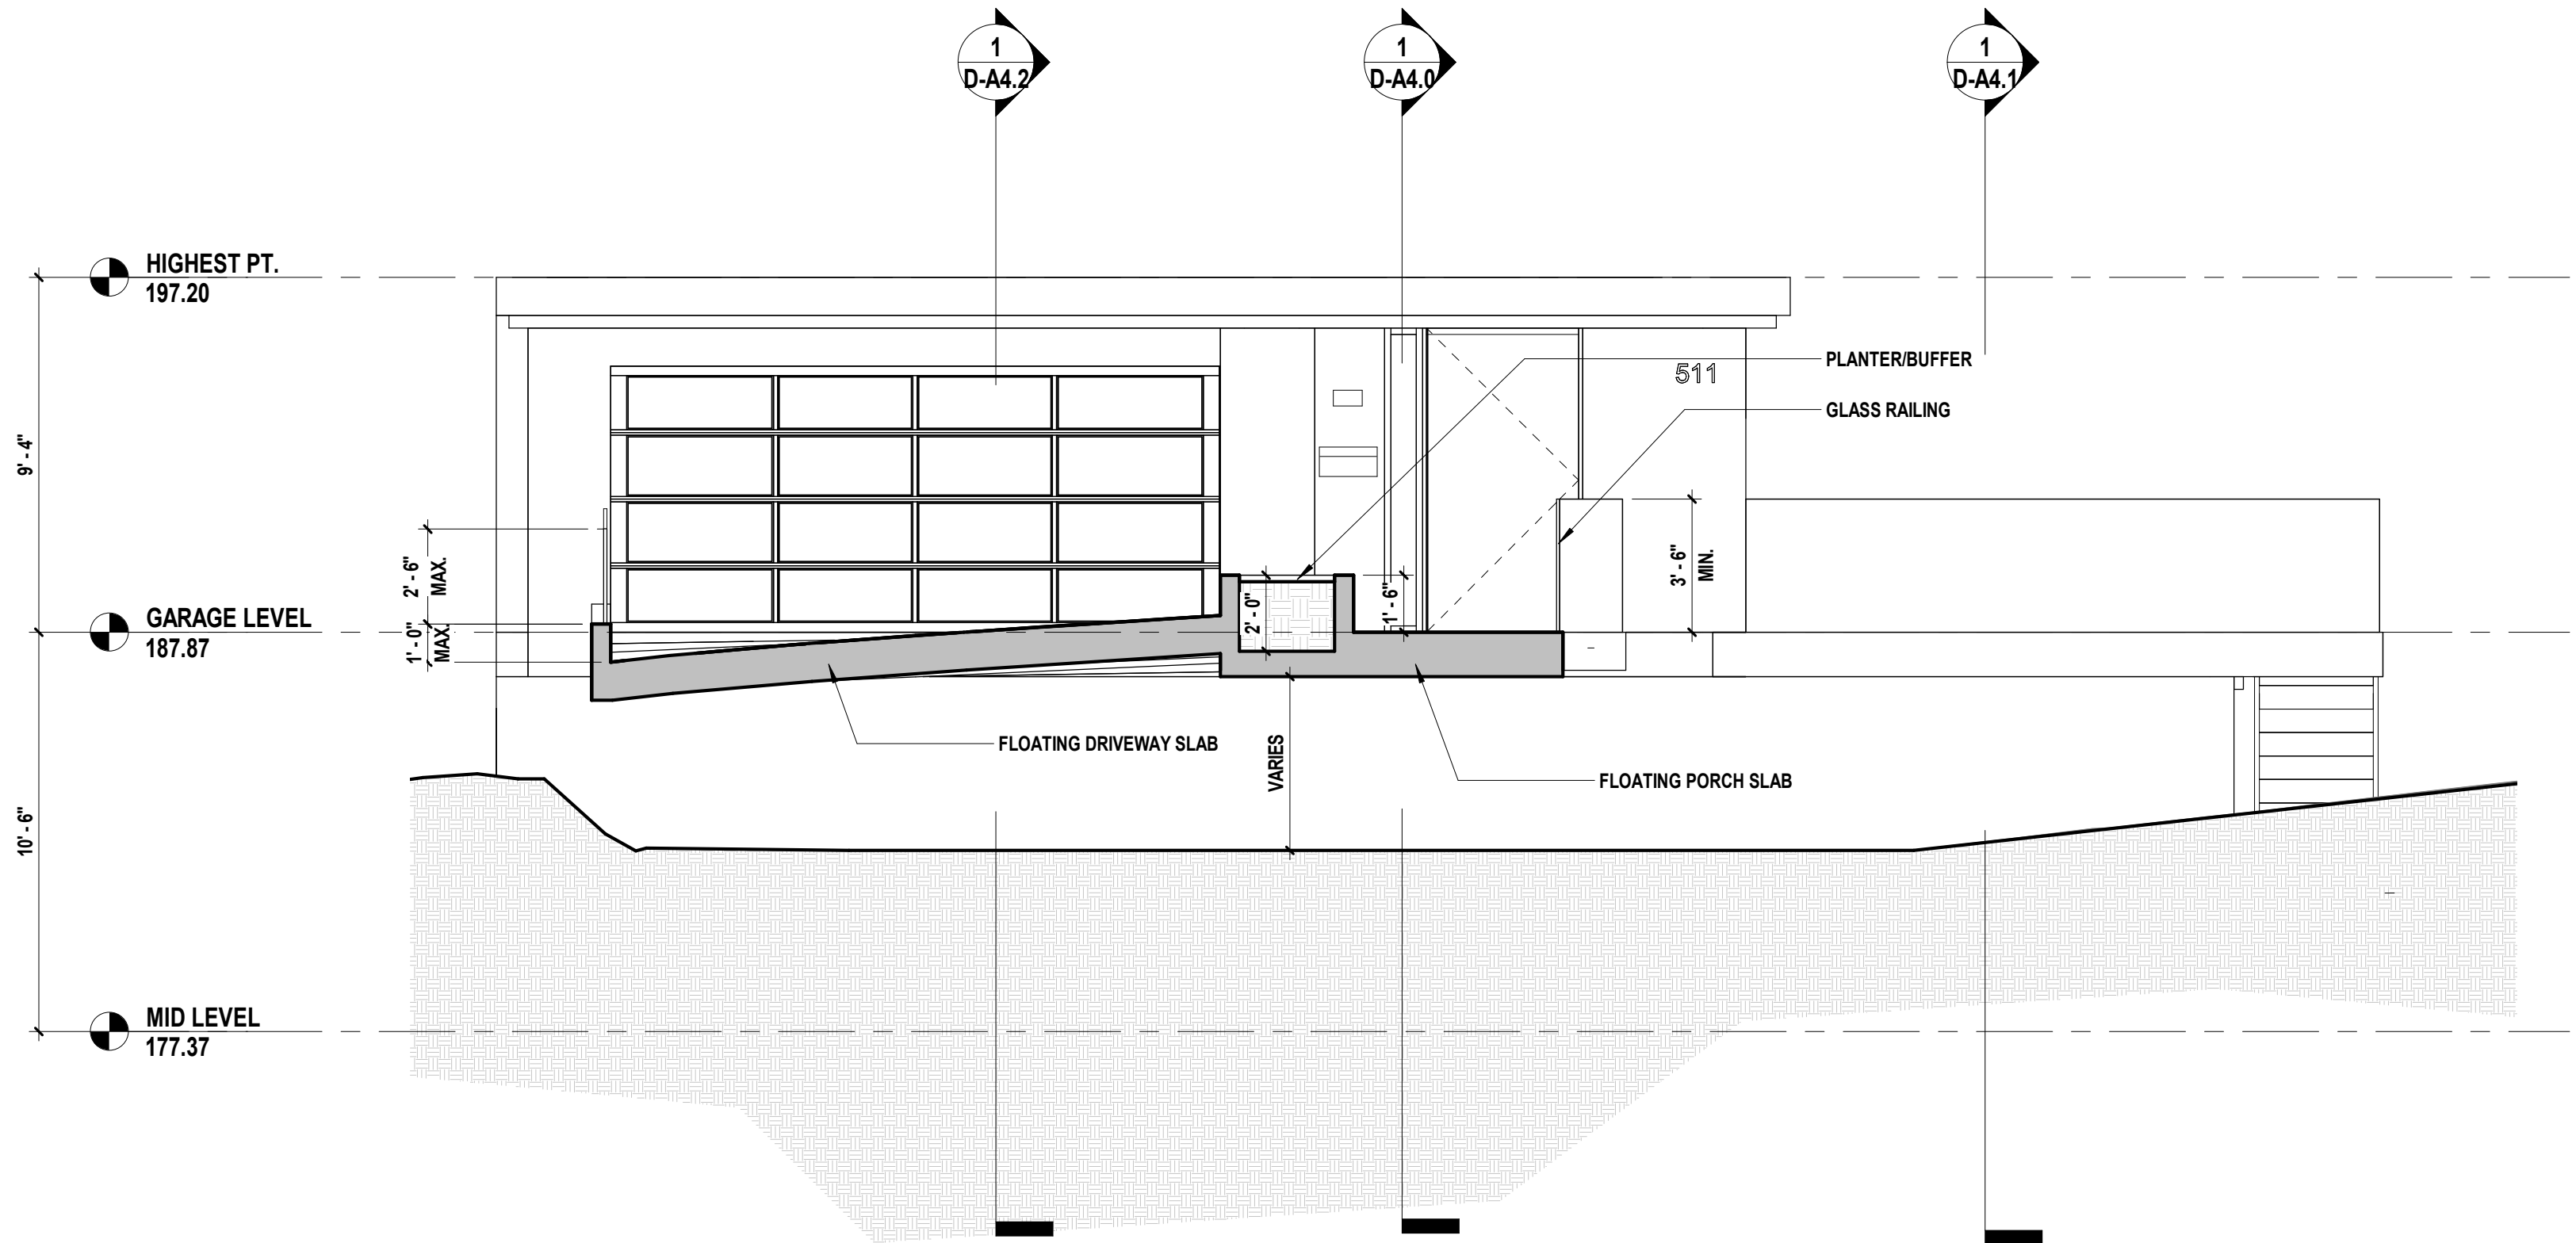 1
D-A4.2
1
D-A4.0
1
D-A4.1
HIGHEST PT.
197.20
PLANTER/BUFFER
511
GLASS RAILING
9' - 4"
2' - 6"
MAX.
3' - 6"
MIN.
1' - 6"
2' - 0"
GARAGE LEVEL
187.87
1' - 0"
MAX.
FLOATING DRIVEWAY SLAB
VARIES
FLOATING PORCH SLAB
10' - 6"
MID LEVEL
177.37